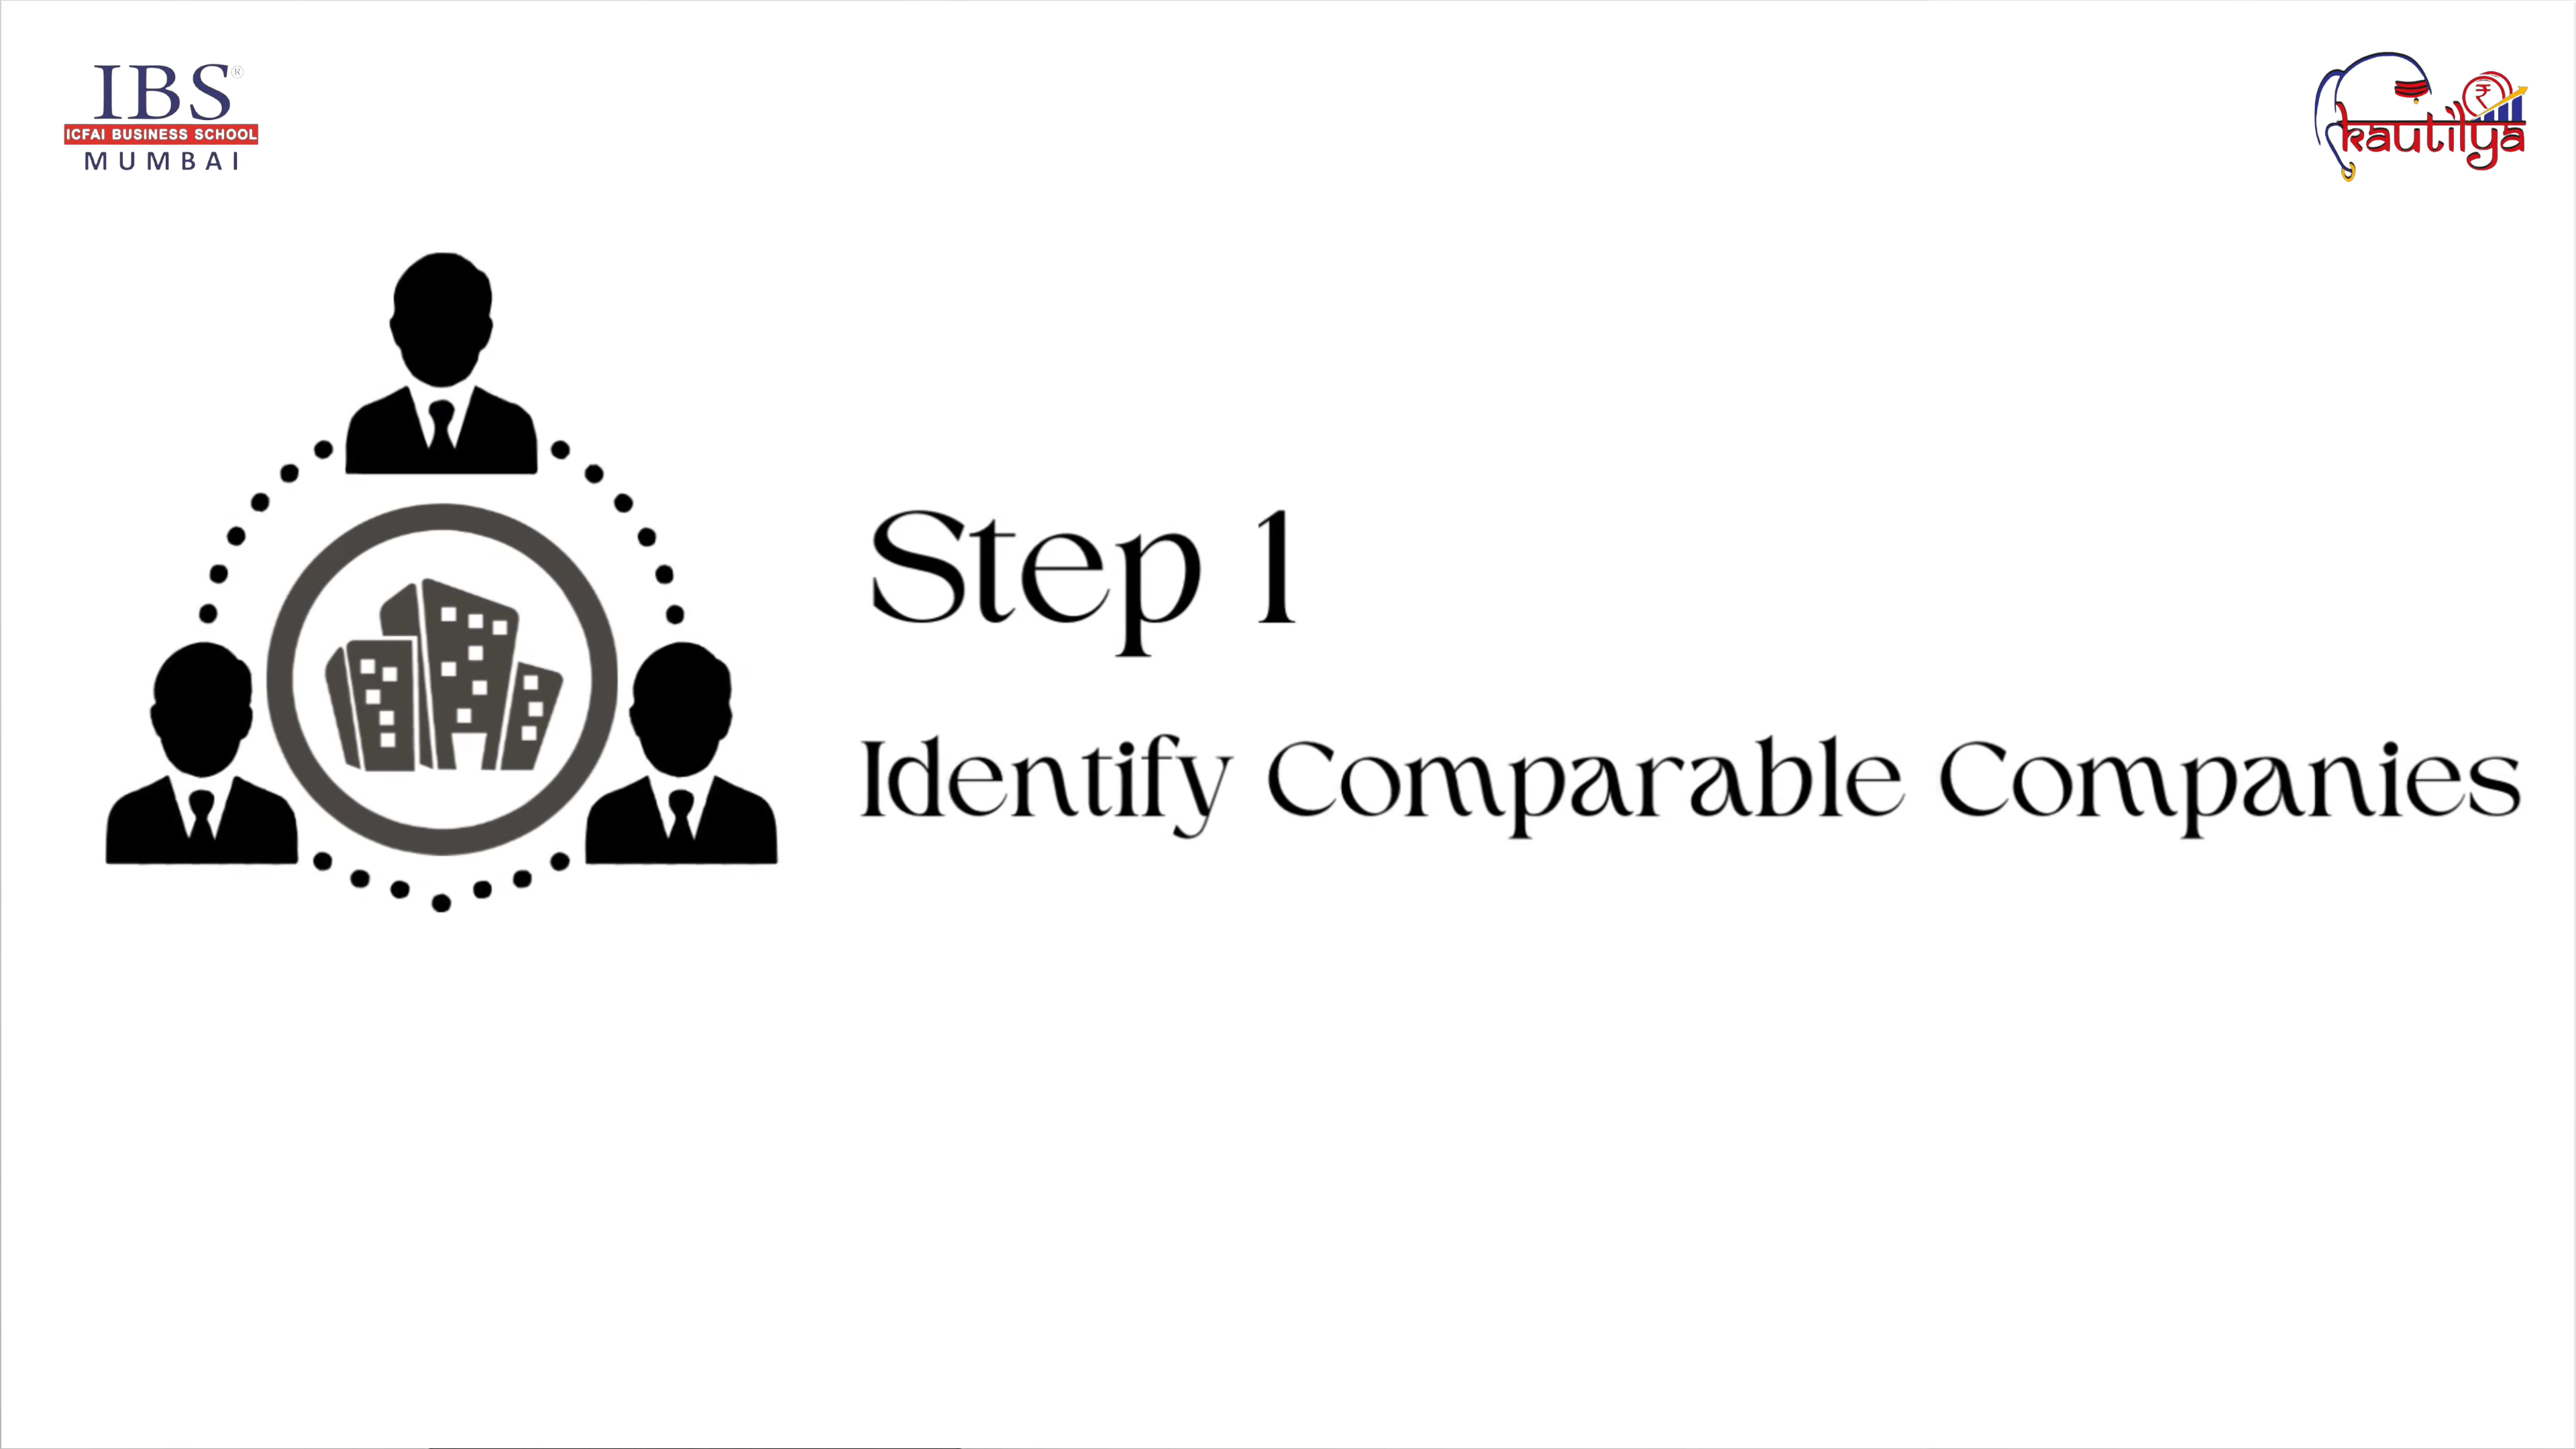 IBS®
ICFAI BUSINESS SCHOOL
MUMBAI
₹
kautilya
Step 1
Identify Comparable Companies